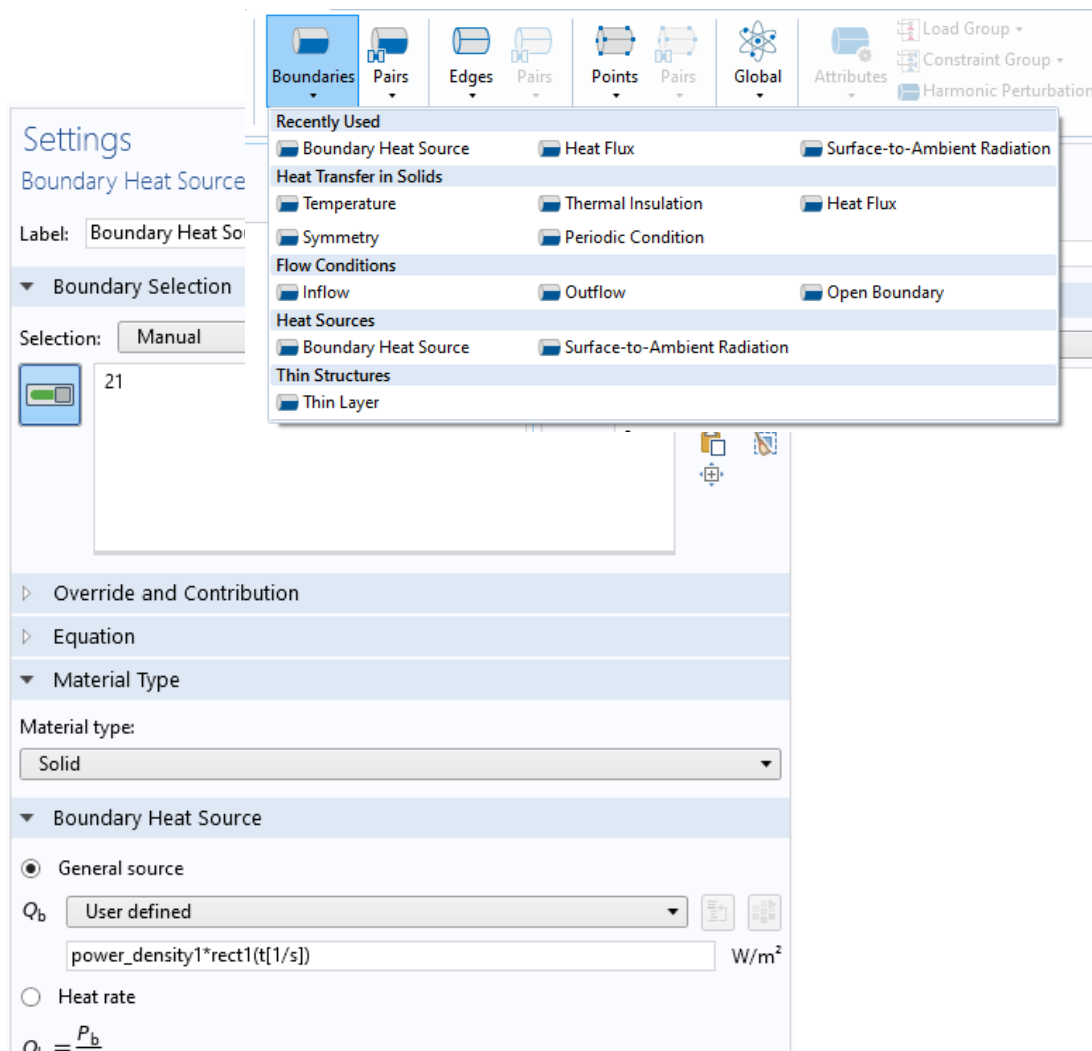 Boundaries Pairs Edges Pairs Points Pairs Global Attributes
Load Group
Constraint Group
Harmonic Perturbation
Recently Used
Boundary Heat Source Heat Flux Surface-to-Ambient Radiation
Heat Transfer in Solids
Temperature Thermal Insulation Heat Flux
Symmetry Periodic Condition
Flow Conditions
Inflow Outflow Open Boundary
Heat Sources
Boundary Heat Source Surface-to-Ambient Radiation
Thin Structures
Thin Layer
Settings
Boundary Heat Source
Label: Boundary Heat Sou
Boundary Selection
Selection: Manual
21
Override and Contribution
Equation
Material Type
Material type:
Solid
Boundary Heat Source
General source
Qb User defined
power_density1*rect1(t[1/s]) W/m²
Heat rate
Pb
=